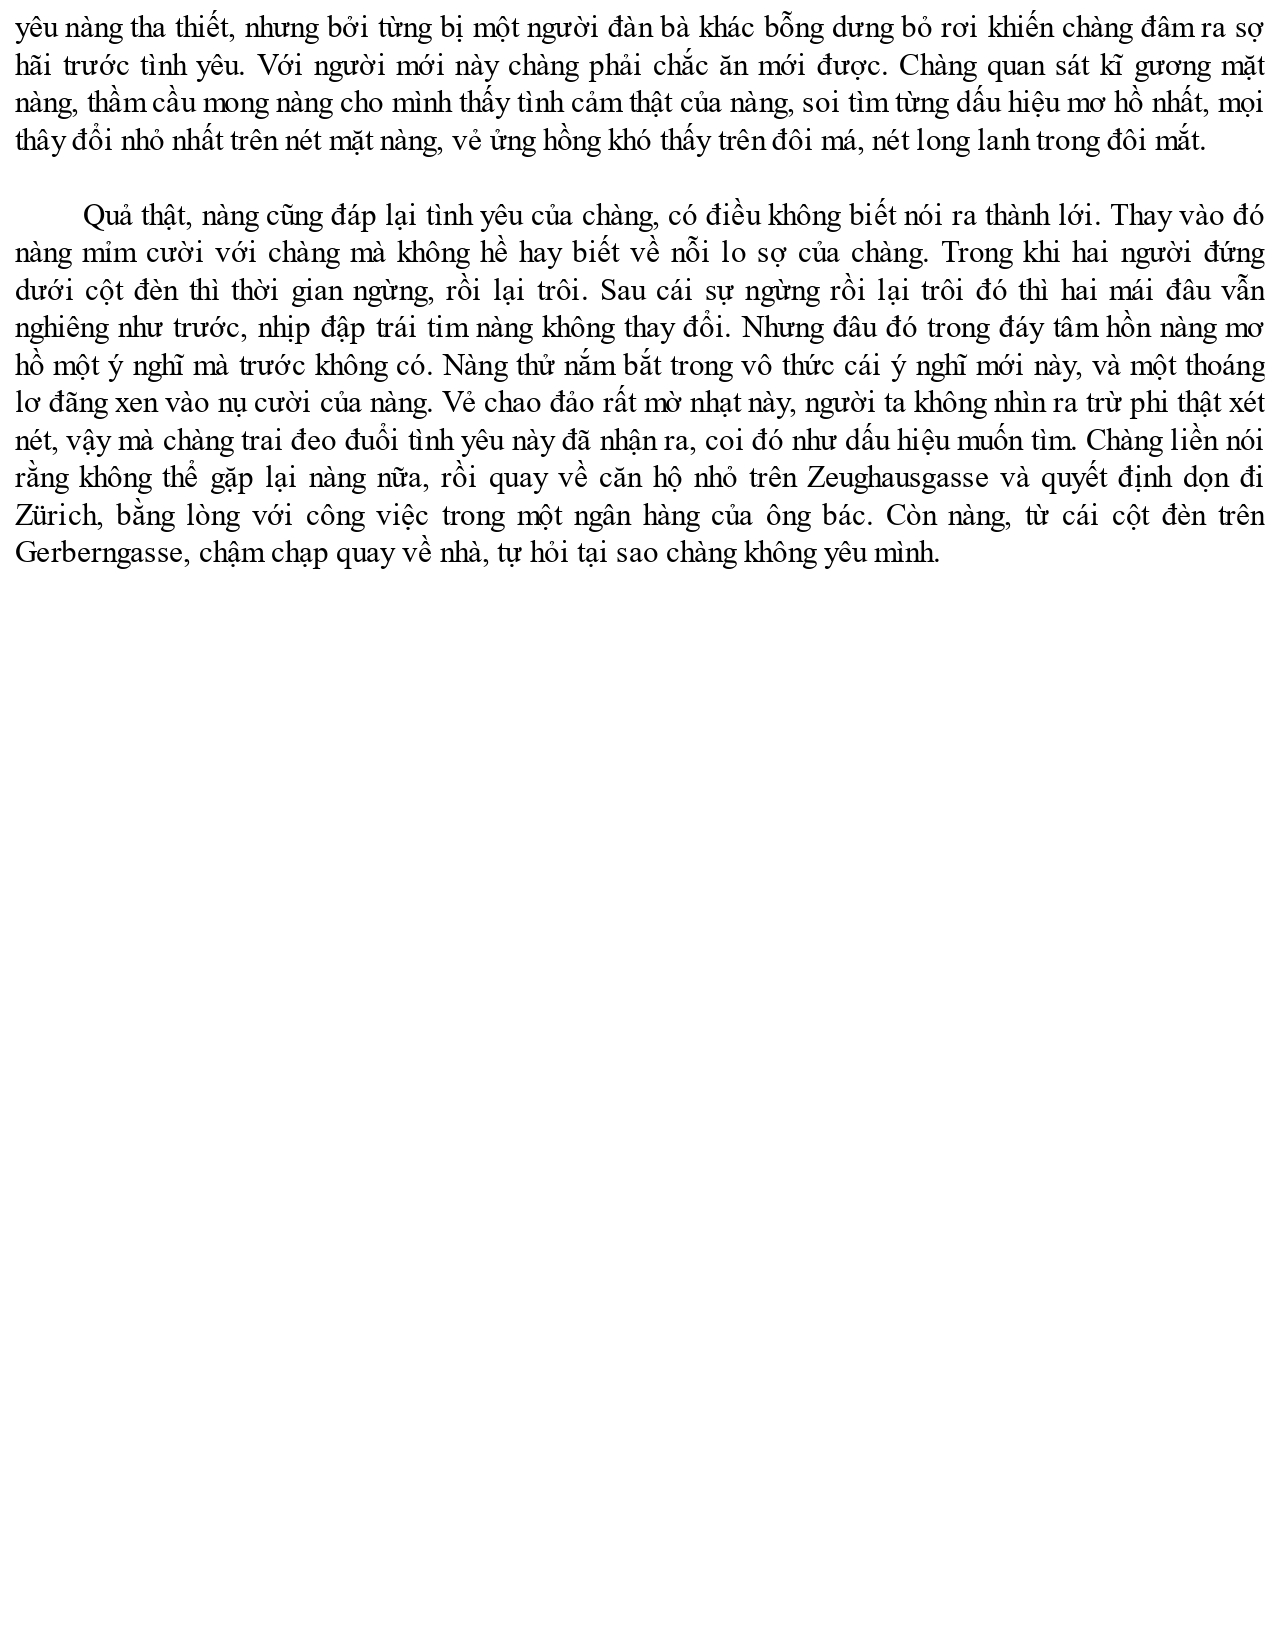 yêu nàng tha thiết, nhưng bởi từng bị một người đàn bà khác bỗng dưng bỏ rơi khiến chàng đâm ra sợ
hãi trước tình yêu. Với người mới này chàng phải chắc ăn mới được. Chàng quan sát kĩ gương mặt
nàng, thầm cầu mong nàng cho mình thấy tình cảm thật của nàng, soi tìm từng dấu hiệu mơ hồ nhất, mọi
thây đổi nhỏ nhất trên nét mặt nàng, vẻ ửng hồng khó thấy trên đôi má, nét long lanh trong đôi mắt.
Quả thật, nàng cũng đáp lại tình yêu của chàng, có điều không biết nói ra thành lới. Thay vào đó
nàng mỉm cười với chàng mà không hề hay biết về nỗi lo sợ của chàng. Trong khi hai người đứng
dưới cột đèn thì thời gian ngừng, rồi lại trôi. Sau cái sự ngừng rồi lại trôi đó thì hai mái đâu vẫn
nghiêng như trước, nhịp đập trái tim nàng không thay đổi. Nhưng đâu đó trong đáy tâm hồn nàng mơ
hồ một ý nghĩ mà trước không có. Nàng thử nắm bắt trong vô thức cái ý nghĩ mới này, và một thoáng
lơ đãng xen vào nụ cười của nàng. Vẻ chao đảo rất mờ nhạt này, người ta không nhìn ra trừ phi thật xét
nét, vậy mà chàng trai đeo đuổi tình yêu này đã nhận ra, coi đó như dấu hiệu muốn tìm. Chàng liền nói
rằng không thể gặp lại nàng nữa, rồi quay về căn hộ nhỏ trên Zeughausgasse và quyết định dọn đi
Zürich, bằng lòng với công việc trong một ngân hàng của ông bác. Còn nàng, từ cái cột đèn trên
Gerberngasse, chậm chạp quay về nhà, tự hỏi tại sao chàng không yêu mình.